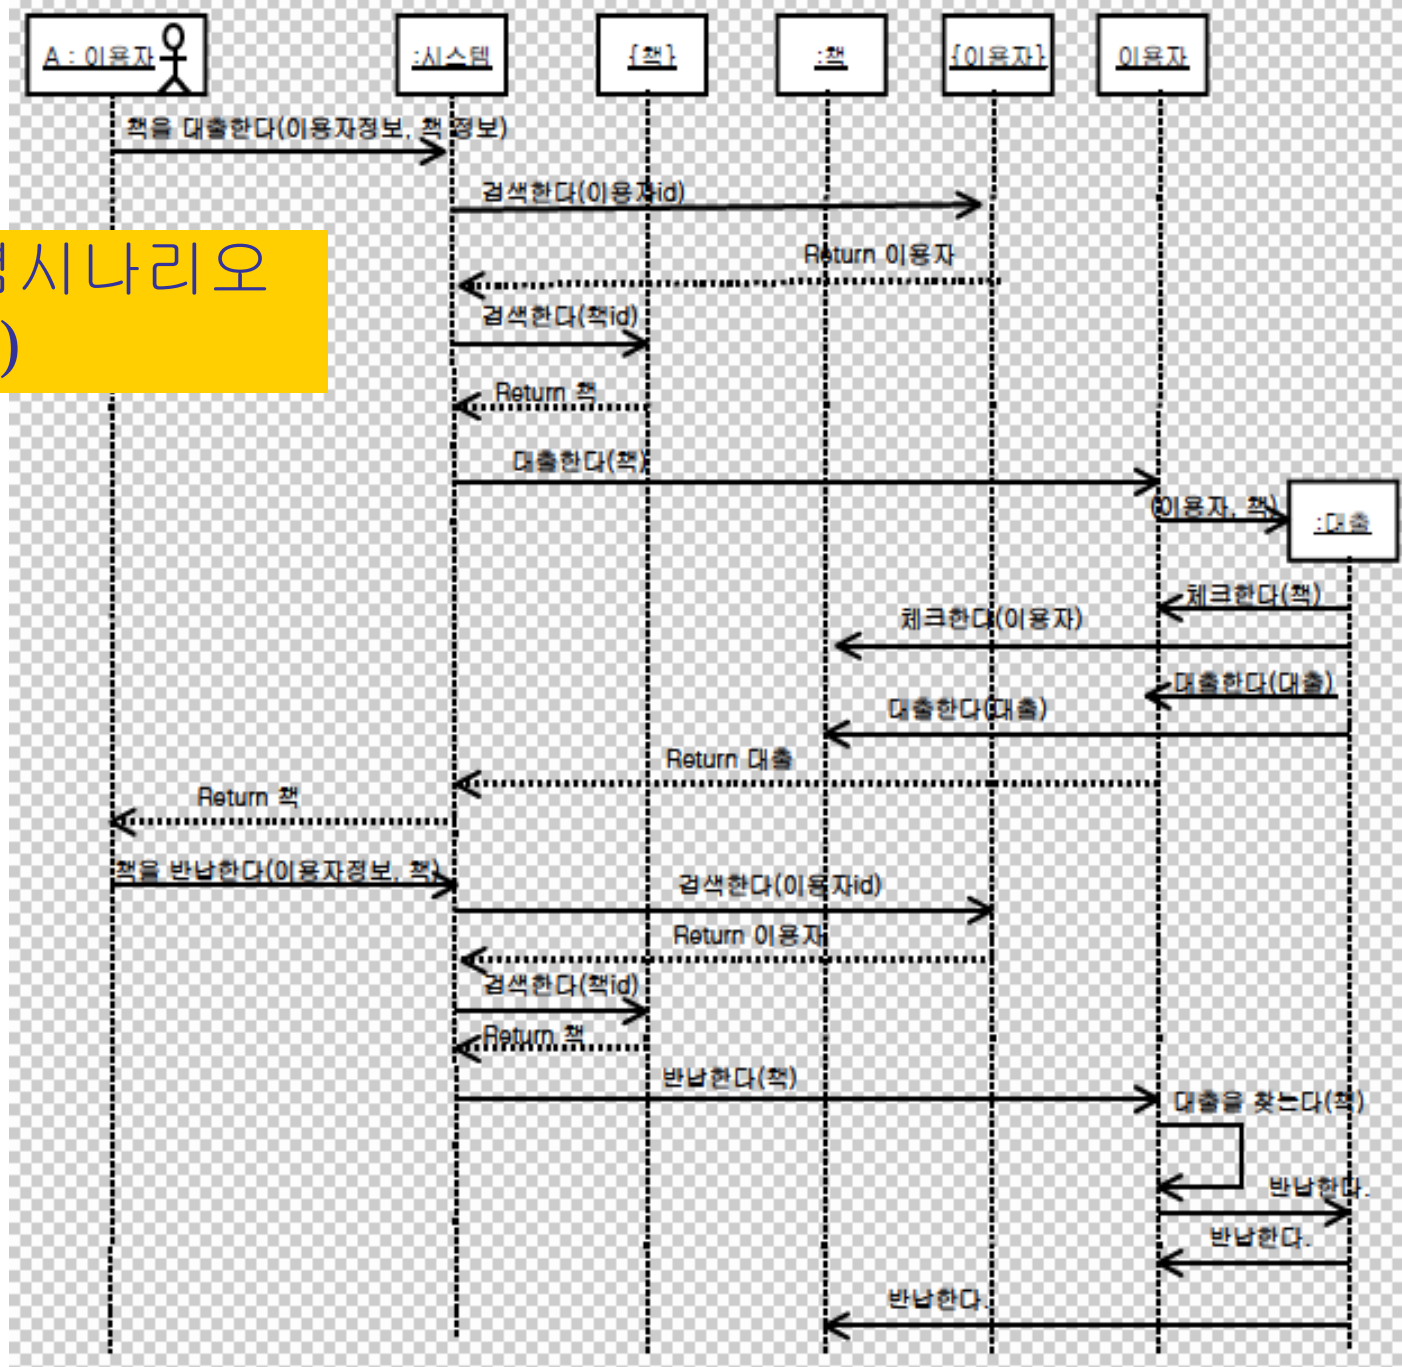 A : 이용자
:시스템
{책}
:책
{이용자}
이용자
책을 대출한다(이용자정보, 책 정보)
검색한다(이용자id)
Return 이용자
시나리오
)
검색한다(책id)
Return 책
대출한다(책)
(이용자, 책)
:대출
체크한다(책)
체크한다(이용자)
대출한다(대출)
대출한다(대출)
Return 대출
Return 책
책을 반납한다(이용자정보, 책)
검색한다(이용자id)
Return 이용자
검색한다(책id)
Return 책
반납한다(책)
대출을 찾는다(책)
반납한다.
반납한다.
반납한다.